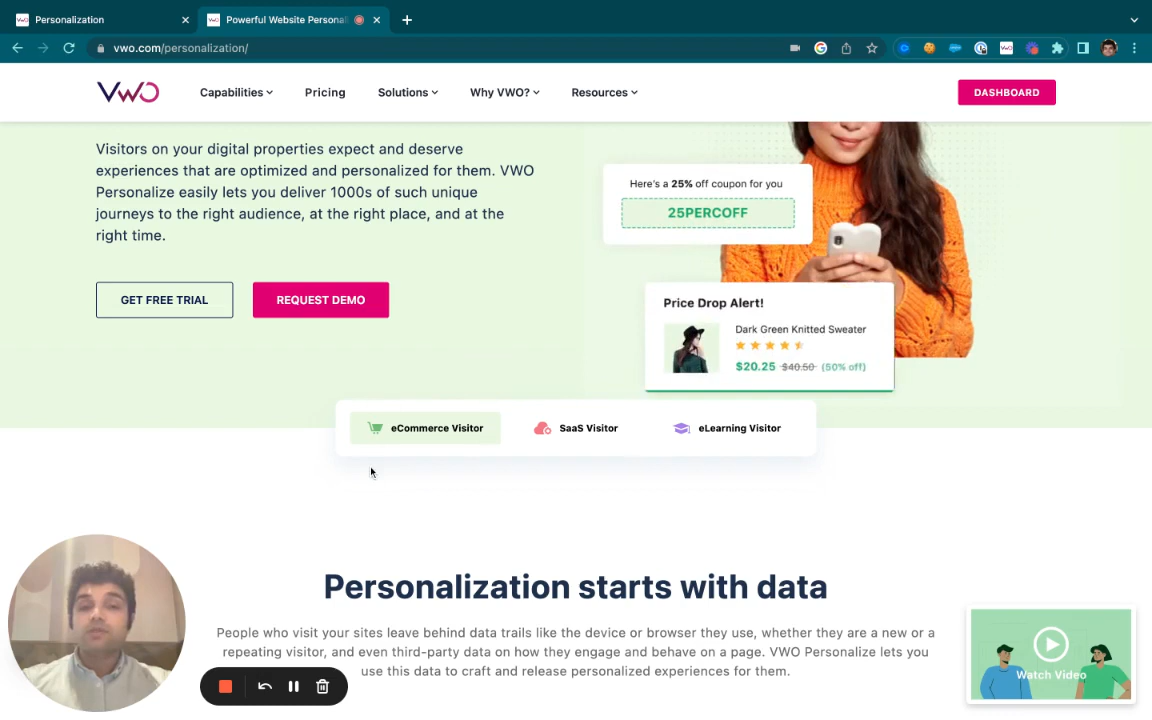 Personalization
Powerful Website Personal
vwo.com/personalization/
VWO
Capabilities
Pricing
Solutions
Why VWO?
Resources
DASHBOARD
Visitors on your digital properties expect and deserve
experiences that are optimized and personalized for them. VWO
Personalize easily lets you deliver 1000s of such unique
journeys to the right audience, at the right place, and at the
right time.
GET FREE TRIAL
REQUEST DEMO
Here's a 25% off coupon for you
25PERCOFF
Price Drop Alert!
Dark Green Knitted Sweater
$20.25 $40.50 (50% off)
eCommerce Visitor
SaaS Visitor
eLearning Visitor
Personalization starts with data
People who visit your sites leave behind data trails like the device or browser they use, whether they are a new or a
repeating visitor, and even third-party data on how they engage and behave on a page. VWO Personalize lets you
use this data to craft and release personalized experiences for them.
Watch Video